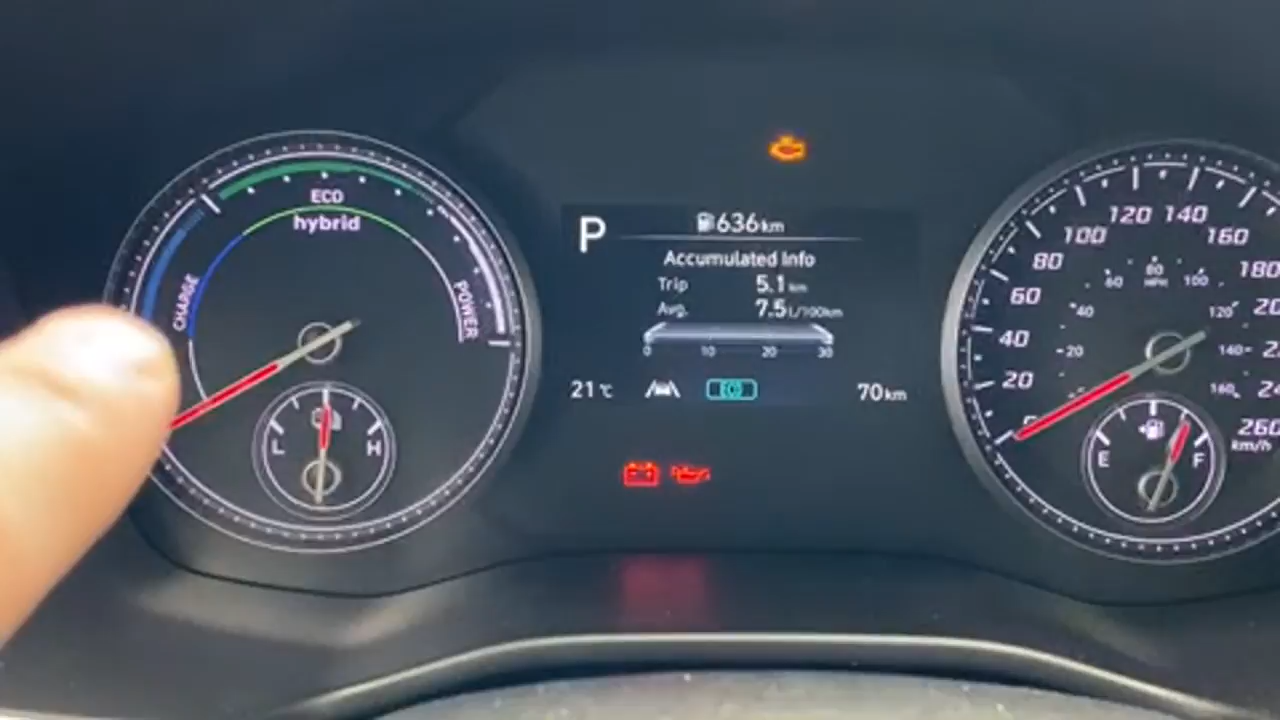 ECO
hybrid
CHARGE
POWER
L
H
P
636km
Accumulated Info
Trip 5.1 km
Avg. 7.5 L/100km
0 10 20 30
21°C
ECO
70km
20
40
60
80
100
120
140
160
180
260
km/h
20
40
60
80
MPH
100
120
140
160
E
F